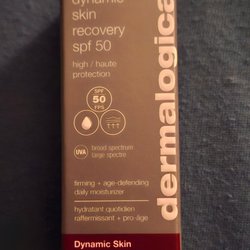 dynamic
skin
recovery
spf 50
high / haute
protection
SPF
50
FPS
UVA
broad spectrum
large spectre
firming + age-defending
daily moisturizer
hydratant quotidien
raffermissant + pro-âge
dermalogica
Dynamic Skin